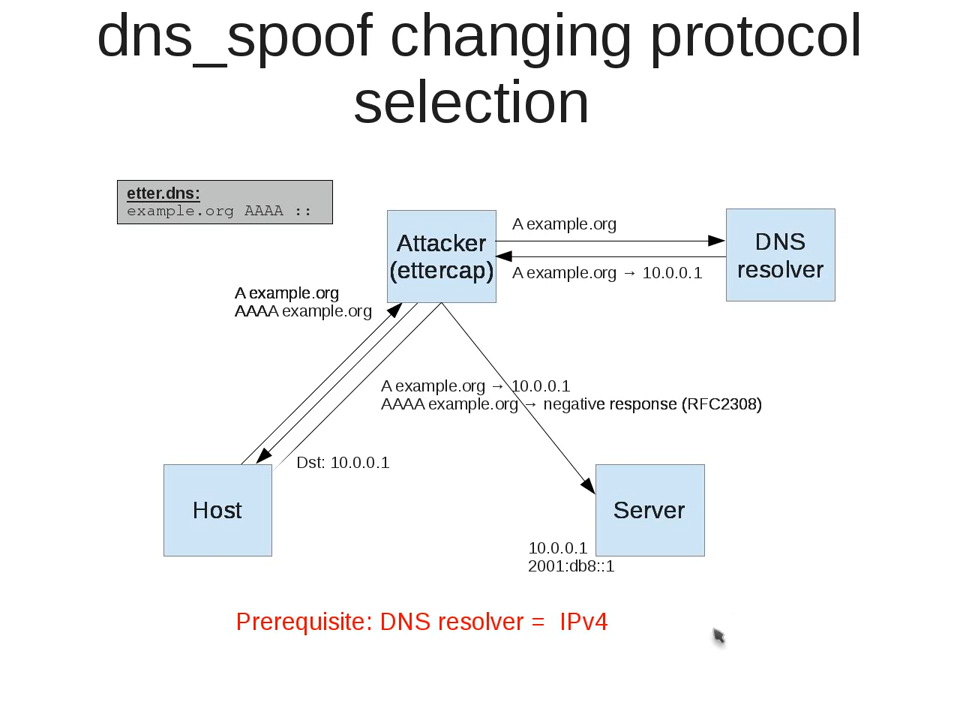 dns_spoof changing protocol
selection
etter.dns:
example.org AAAA ::
Attacker
(ettercap)
A example.org
A example.org → 10.0.0.1
DNS
resolver
A example.org
AAAA example.org
A example.org → 10.0.0.1
AAAA example.org → negative response (RFC2308)
Dst: 10.0.0.1
Host
Server
10.0.0.1
2001:db8::1
Prerequisite: DNS resolver = IPv4